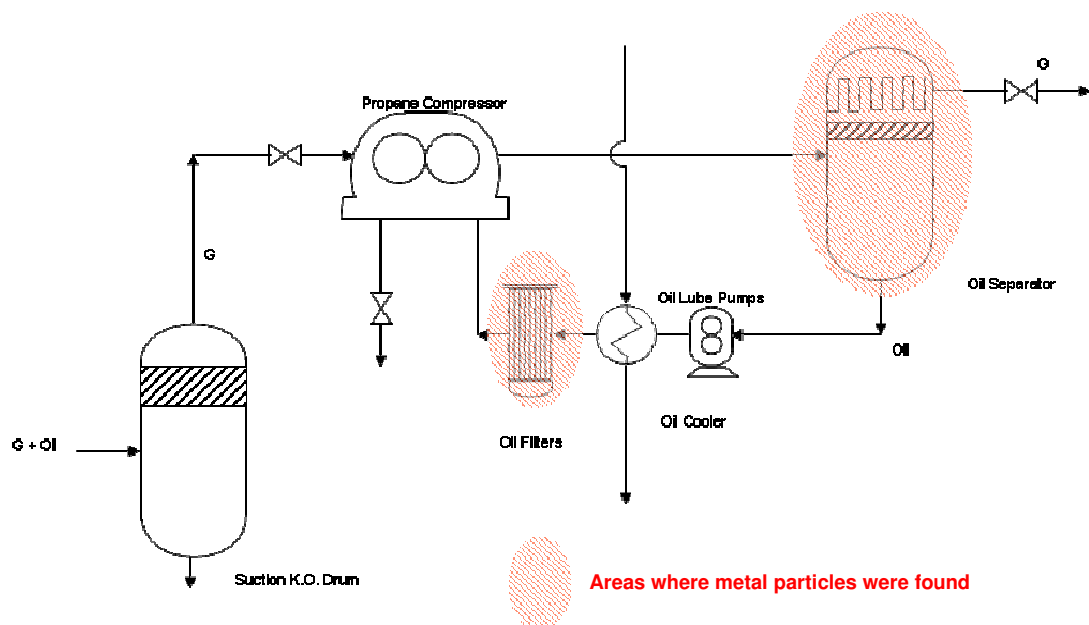 G
Propane Compressor
G
Oil Separator
Oil Lube Pumps
Oil
Oil Cooler
Oil Filters
G + Oil
Suction K.O. Drum
Areas where metal particles were found